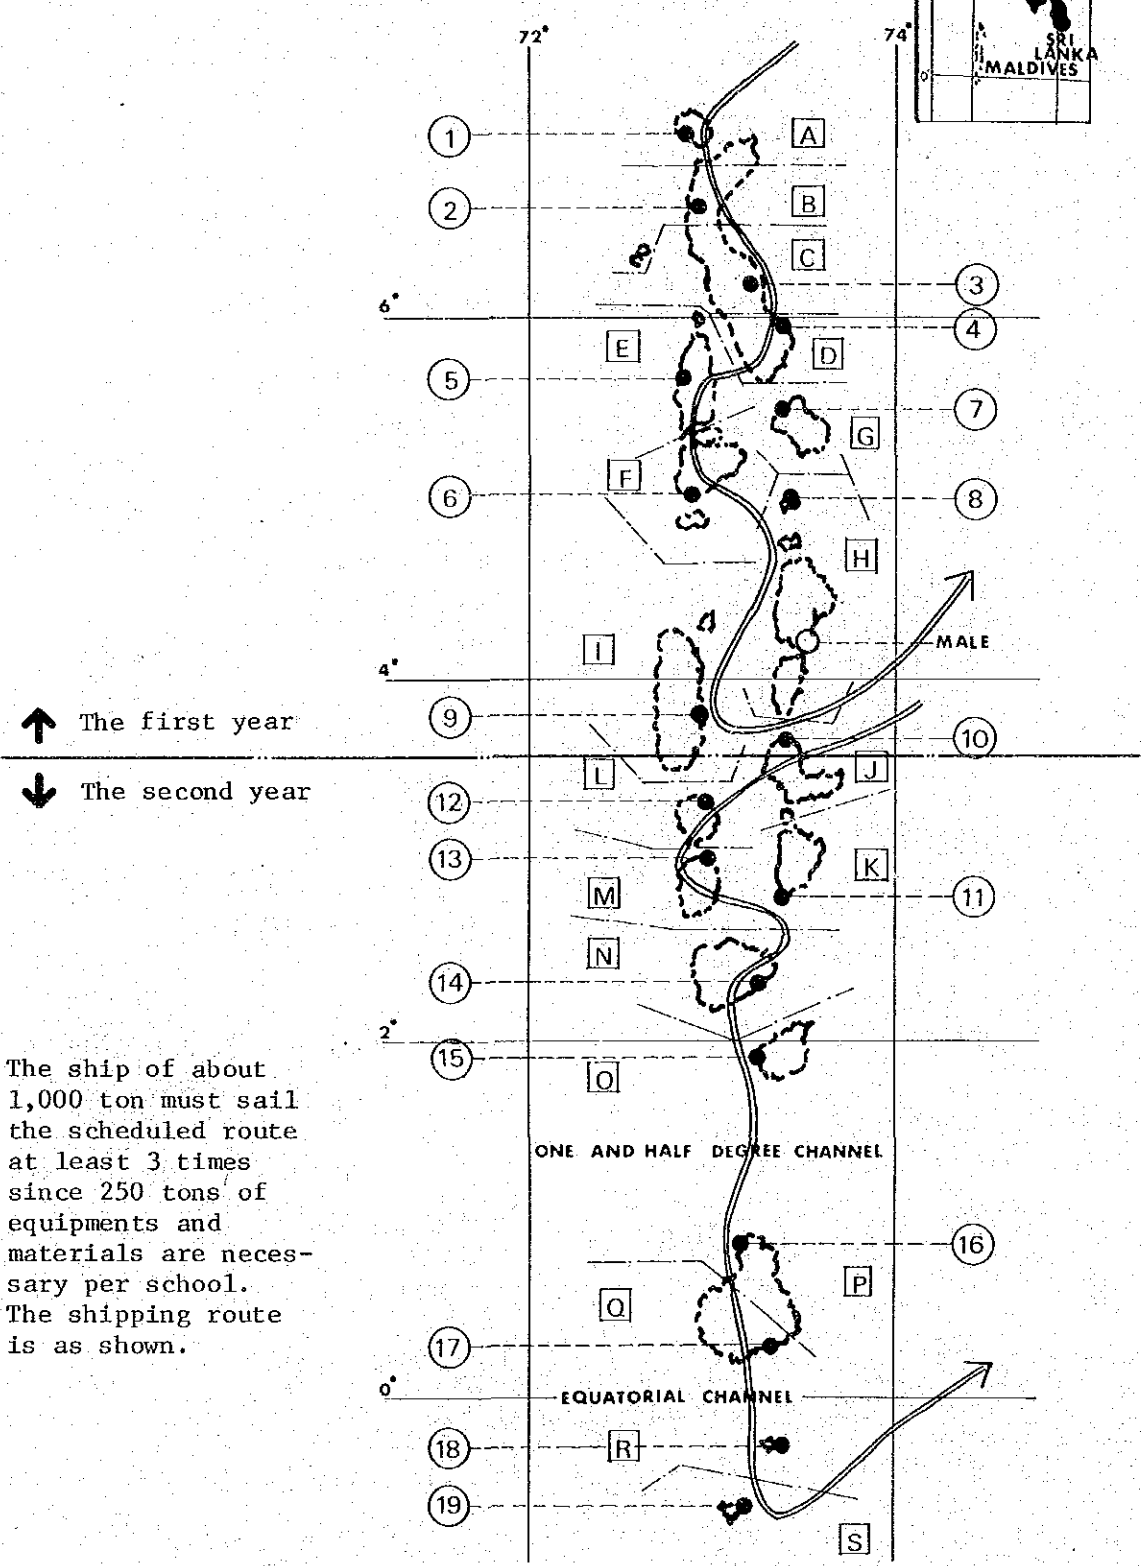 72°
74°
SRI
LANKA
MALDIVES
0°
1
A
2
B
C
3
6°
4
E
D
5
7
G
F
6
8
H
I
MALE
4°
9
The first year
10
J
L
The second year
12
13
K
M
11
N
14
2°
15
O
The ship of about
1,000 ton must sail
the scheduled route
at least 3 times
since 250 tons of
equipments and
materials are neces-
sary per school.
The shipping route
is as shown.
ONE AND HALF DEGREE CHANNEL
16
P
Q
17
0°
EQUATORIAL CHANNEL
18
R
19
S